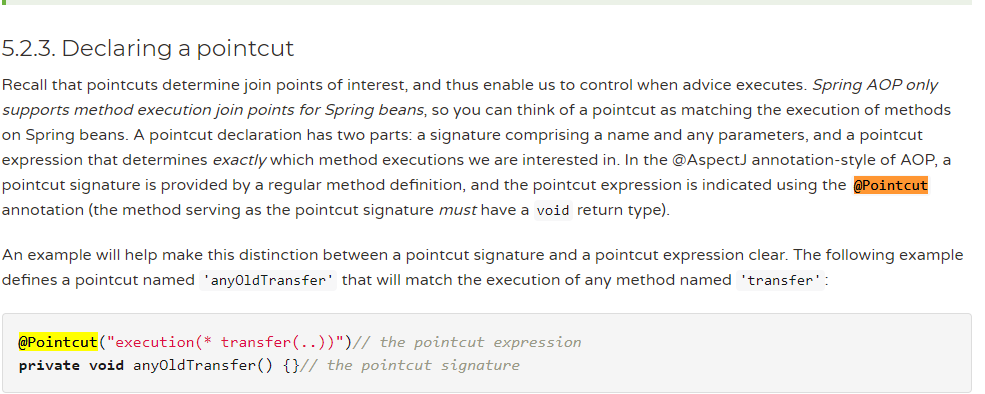 5.2.3. Declaring a pointcut
Recall that pointcuts determine join points of interest, and thus enable us to control when advice executes. Spring AOP only
supports method execution join points for Spring beans, so you can think of a pointcut as matching the execution of methods
on Spring beans. A pointcut declaration has two parts: a signature comprising a name and any parameters, and a pointcut
expression that determines exactly which method executions we are interested in. In the @AspectJ annotation-style of AOP, a
pointcut signature is provided by a regular method definition, and the pointcut expression is indicated using the @Pointcut
annotation (the method serving as the pointcut signature must have a void return type).
An example will help make this distinction between a pointcut signature and a pointcut expression clear. The following example
defines a pointcut named 'anyOldTransfer' that will match the execution of any method named 'transfer':
@Pointcut("execution(* transfer(..))")// the pointcut expression
private void anyOldTransfer() {}// the pointcut signature